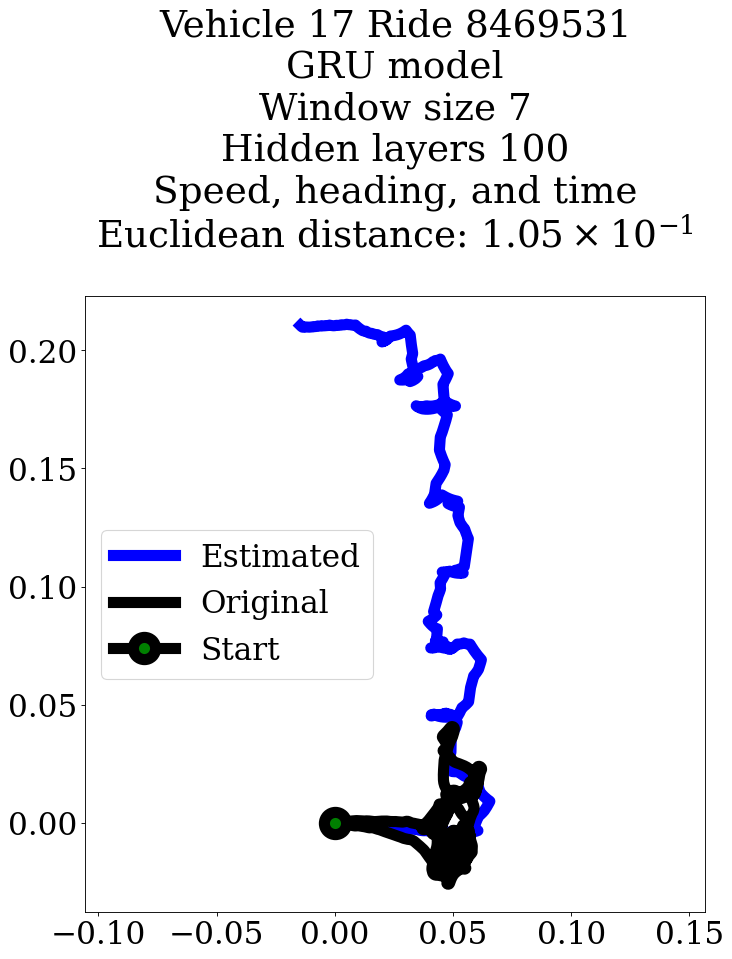 Vehicle 17 Ride 8469531
GRU model
Window size 7
Hidden layers 100
Speed, heading, and time
Euclidean distance: 1.05 × 10⁻¹
0.20
0.15
0.10
0.05
0.00
Estimated
Original
Start
−0.10 −0.05 0.00 0.05 0.10 0.15